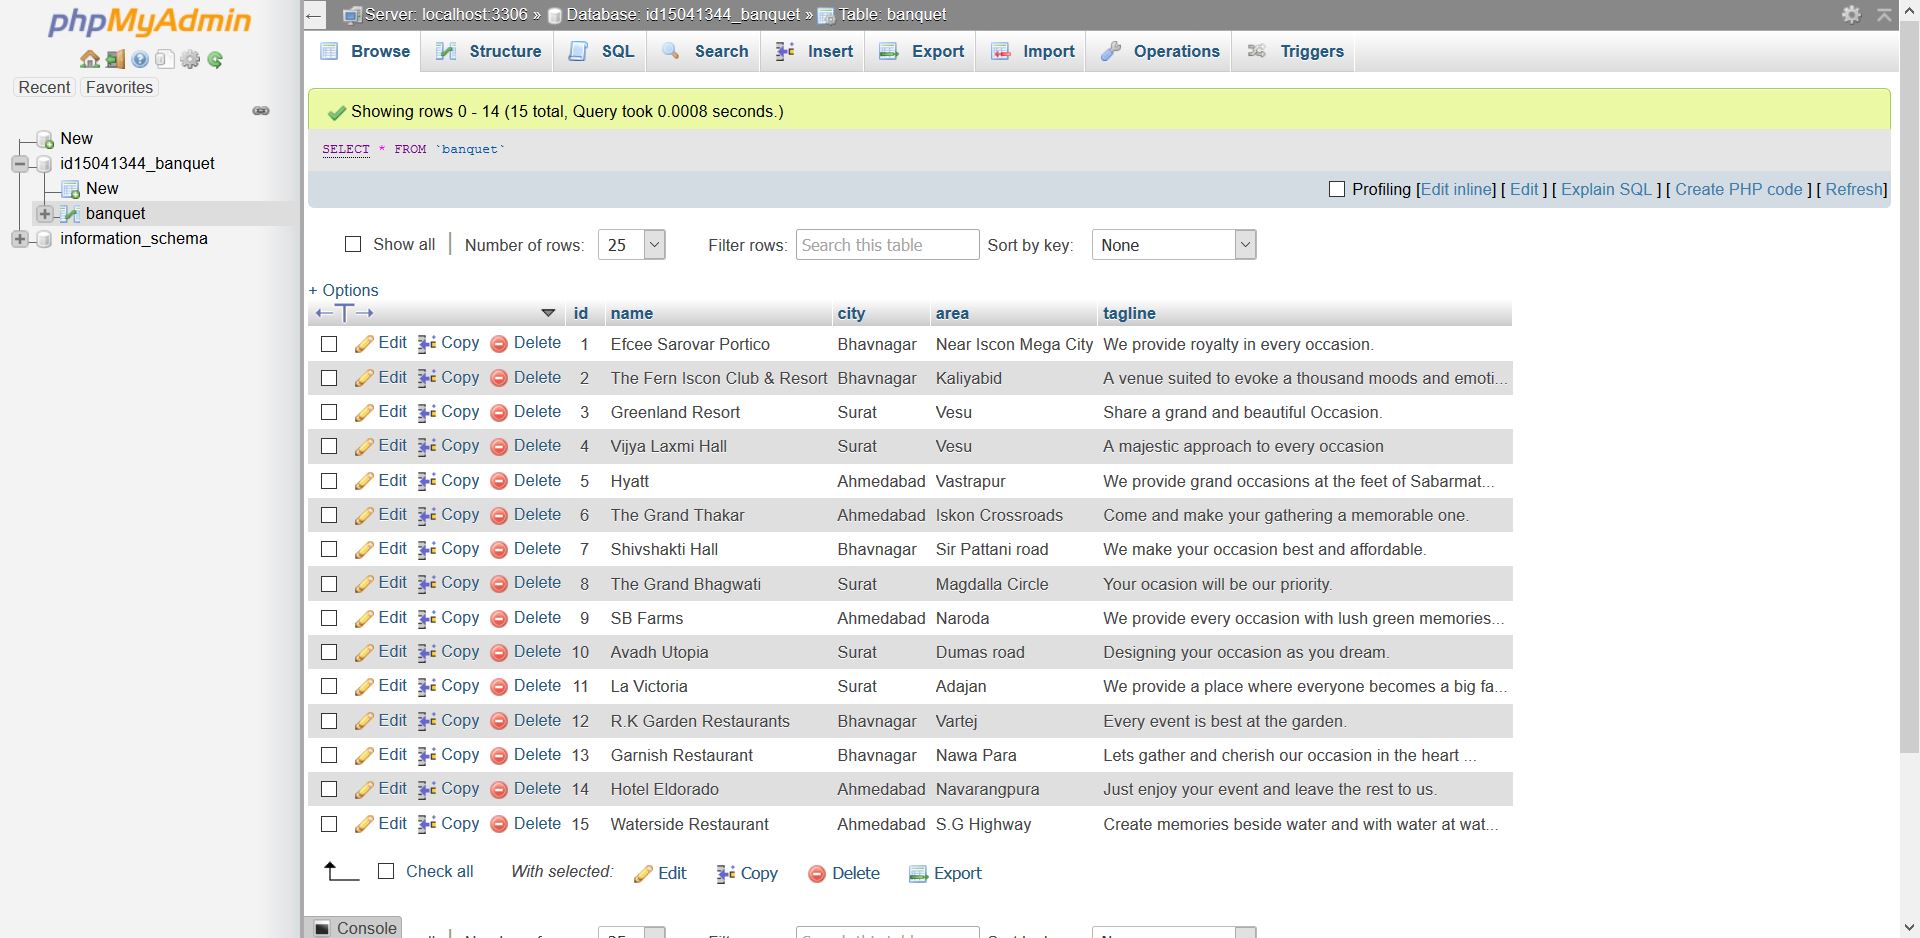 phpMyAdmin
Recent Favorites
New
id15041344_banquet
New
banquet
information_schema
Server: localhost:3306 » Database: id15041344_banquet » Table: banquet
Browse Structure SQL Search Insert Export Import Operations Triggers
Showing rows 0 - 14 (15 total, Query took 0.0008 seconds.)
SELECT * FROM `banquet`
Profiling [Edit inline] [ Edit ] [ Explain SQL ] [ Create PHP code ] [ Refresh]
Show all Number of rows: 25 Filter rows: Search this table Sort by key: None
+ Options
id name city area tagline
Edit Copy Delete 1 Efcee Sarovar Portico Bhavnagar Near Iscon Mega City We provide royalty in every occasion.
Edit Copy Delete 2 The Fern Iscon Club & Resort Bhavnagar Kaliyabid A venue suited to evoke a thousand moods and emoti...
Edit Copy Delete 3 Greenland Resort Surat Vesu Share a grand and beautiful Occasion.
Edit Copy Delete 4 Vijya Laxmi Hall Surat Vesu A majestic approach to every occasion
Edit Copy Delete 5 Hyatt Ahmedabad Vastrapur We provide grand occasions at the feet of Sabarmat...
Edit Copy Delete 6 The Grand Thakar Ahmedabad Iskon Crossroads Come and make your gathering a memorable one.
Edit Copy Delete 7 Shivshakti Hall Bhavnagar Sir Pattani road We make your occasion best and affordable.
Edit Copy Delete 8 The Grand Bhagwati Surat Magdalla Circle Your ocasion will be our priority.
Edit Copy Delete 9 SB Farms Ahmedabad Naroda We provide every occasion with lush green memories...
Edit Copy Delete 10 Avadh Utopia Surat Dumas road Designing your occasion as you dream.
Edit Copy Delete 11 La Victoria Surat Adajan We provide a place where everyone becomes a big fa...
Edit Copy Delete 12 R.K Garden Restaurants Bhavnagar Vartej Every event is best at the garden.
Edit Copy Delete 13 Garnish Restaurant Bhavnagar Nawa Para Lets gather and cherish our occasion in the heart ...
Edit Copy Delete 14 Hotel Eldorado Ahmedabad Navarangpura Just enjoy your event and leave the rest to us.
Edit Copy Delete 15 Waterside Restaurant Ahmedabad S.G Highway Create memories beside water and with water at wat...
Check all With selected: Edit Copy Delete Export
Console